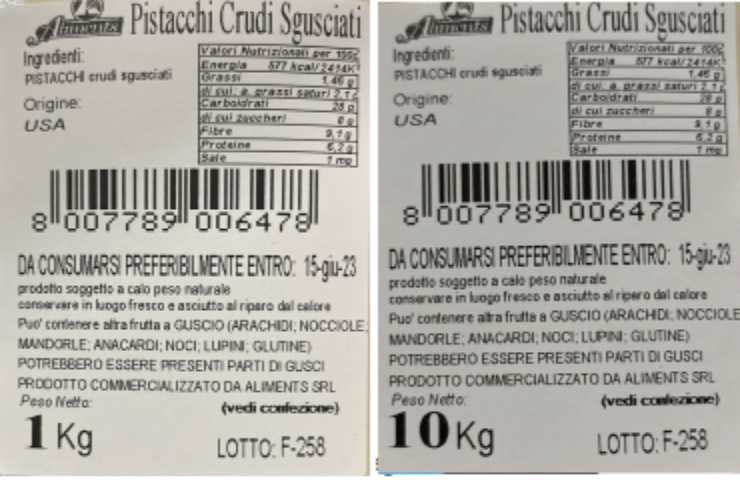 Aliments Pistacchi Crudi Sgusciati
Ingredienti:
PISTACCHI crudi sgusciati
Origine:
USA
Valori Nutrizionali per 100g
Energia 577 kcal/2414K
Grassi 1,46 g
di cui: a. grassi saturi 2,1
Carboidrati 28 g
di cui zuccheri 8 g
Fibre 9,1 g
Proteine 6,2 g
Sale 1 mg
8 007789 006478
DA CONSUMARSI PREFERIBILMENTE ENTRO: 15-giu-23
prodotto soggetto a calo peso naturale
conservare in luogo fresco e asciutto al riparo dal calore
Puo' contenere altra frutta a GUSCIO (ARACHIDI; NOCCIOLE;
MANDORLE; ANACARDI; NOCI; LUPINI; GLUTINE)
POTREBBERO ESSERE PRESENTI PARTI DI GUSCI
PRODOTTO COMMERCIALIZZATO DA ALIMENTS SRL
Peso Netto: (vedi confezione)
1 Kg LOTTO: F-258
Aliments Pistacchi Crudi Sgusciati
Ingredienti:
PISTACCHI crudi sgusciati
Origine:
USA
Valori Nutrizionali per 100g
Energia 577 kcal/2414K
Grassi 1,46 g
di cui: a. grassi saturi 2,1
Carboidrati 28 g
di cui zuccheri 8 g
Fibre 9,1 g
Proteine 6,2 g
Sale 1 mg
8 007789 006478
DA CONSUMARSI PREFERIBILMENTE ENTRO: 15-giu-23
prodotto soggetto a calo peso naturale
conservare in luogo fresco e asciutto al riparo dal calore
Puo' contenere altra frutta a GUSCIO (ARACHIDI; NOCCIOLE
MANDORLE; ANACARDI; NOCI; LUPINI; GLUTINE)
POTREBBERO ESSERE PRESENTI PARTI DI GUSCI
PRODOTTO COMMERCIALIZZATO DA ALIMENTS SRL
Peso Netto: (vedi confezione)
10 Kg LOTTO: F-258